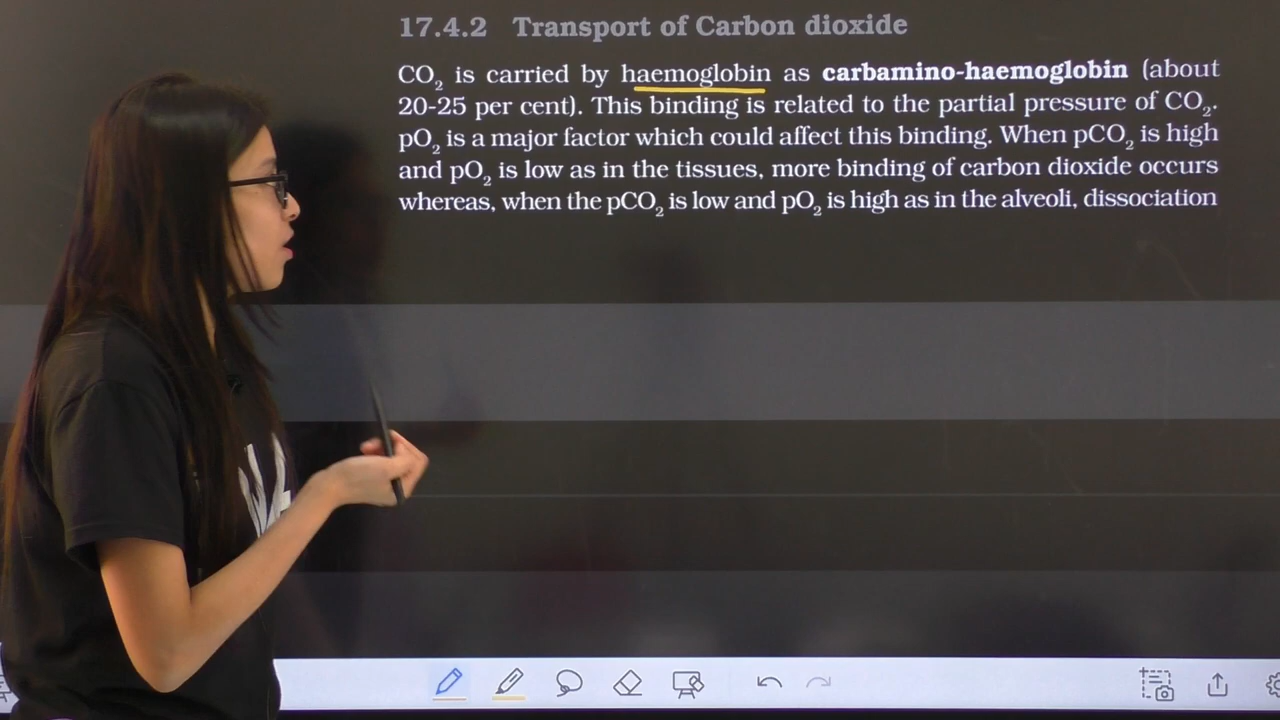 17.4.2 Transport of Carbon dioxide
CO₂ is carried by haemoglobin as carbamino-haemoglobin (about
20-25 per cent). This binding is related to the partial pressure of CO₂.
pO₂ is a major factor which could affect this binding. When pCO₂ is high
and pO₂ is low as in the tissues, more binding of carbon dioxide occurs
whereas, when the pCO₂ is low and pO₂ is high as in the alveoli, dissociation